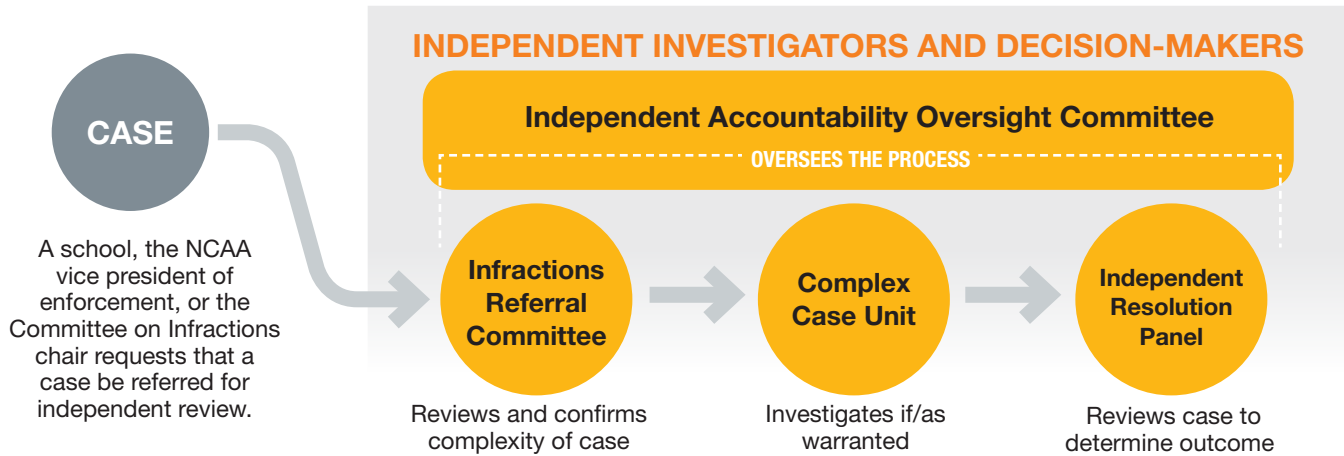 INDEPENDENT INVESTIGATORS AND DECISION-MAKERS
Independent Accountability Oversight Committee
OVERSEES THE PROCESS
CASE
A school, the NCAA
vice president of
enforcement, or the
Committee on Infractions
chair requests that a
case be referred for
independent review.
Infractions
Referral
Committee
Reviews and confirms
complexity of case
Complex
Case Unit
Investigates if/as
warranted
Independent
Resolution
Panel
Reviews case to
determine outcome